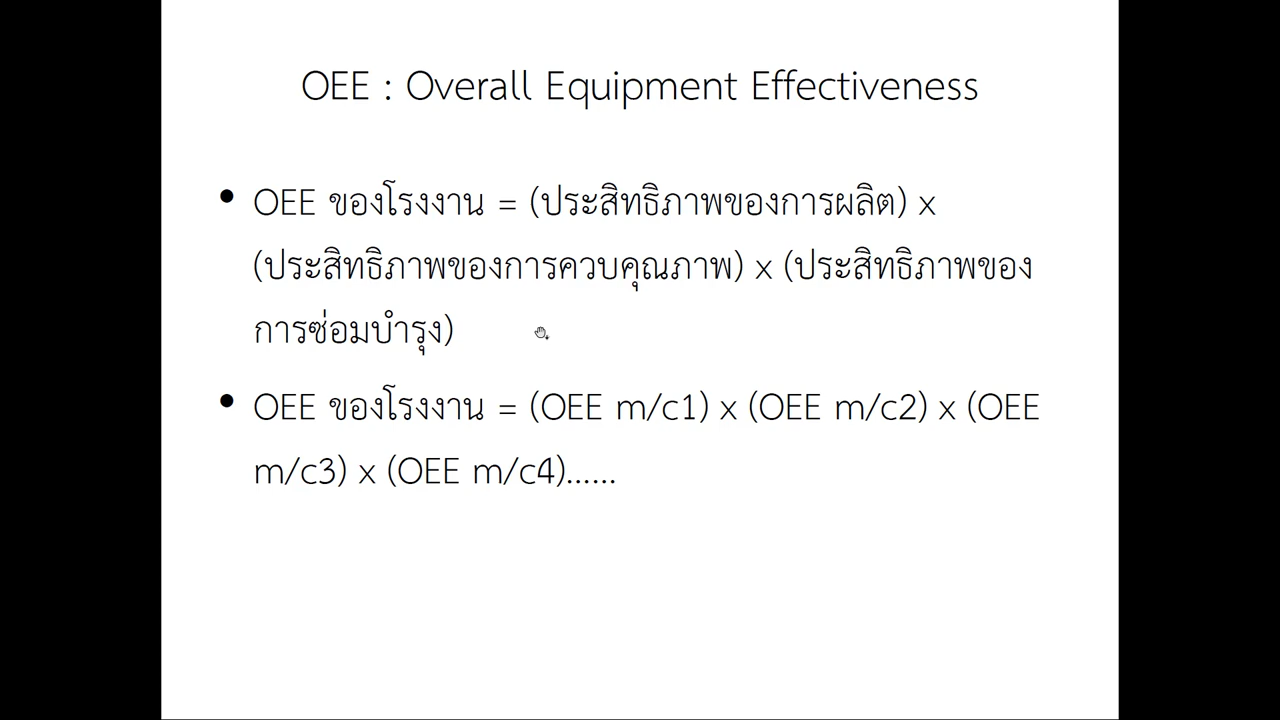 OEE : Overall Equipment Effectiveness
• OEE ของโรงงาน = (ประสิทธิภาพของการผลิต) x
(ประสิทธิภาพของการควบคุณภาพ) x (ประสิทธิภาพของ
การซ่อมบำรุง)
• OEE ของโรงงาน = (OEE m/c1) x (OEE m/c2) x (OEE
m/c3) x (OEE m/c4)......